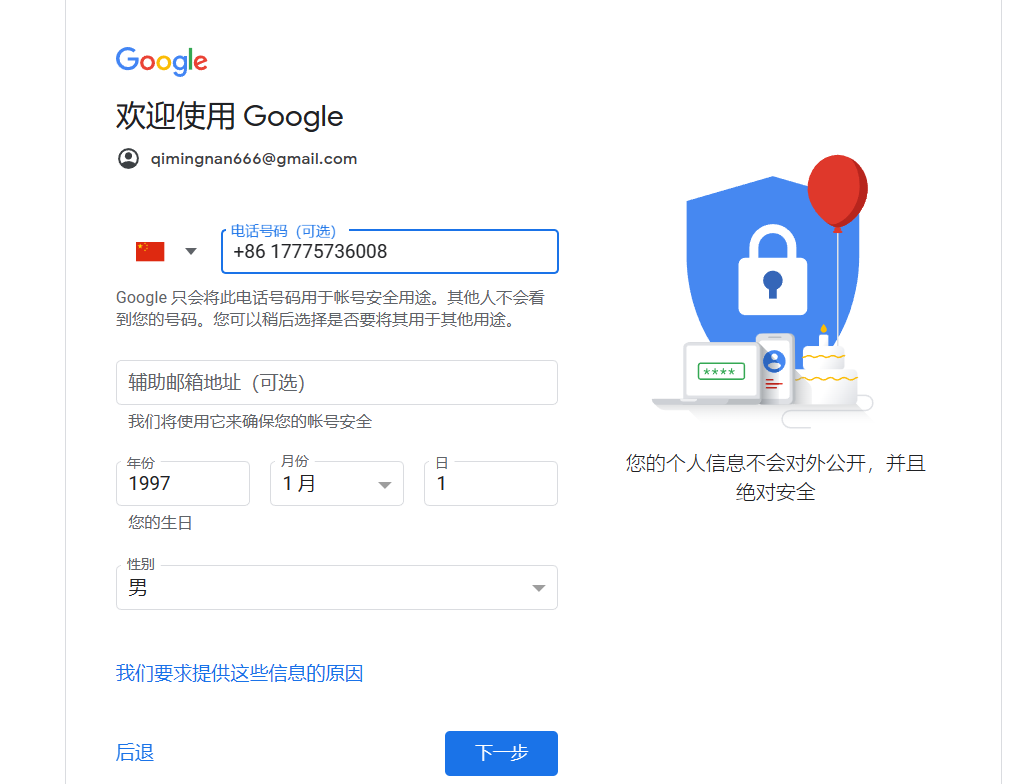 Google
欢迎使用 Google
qimingnan666@gmail.com
电话号码（可选）
+86 17775736008
Google 只会将此电话号码用于帐号安全用途。其他人不会看
到您的号码。您可以稍后选择是否要将其用于其他用途。
辅助邮箱地址（可选）
我们将使用它来确保您的帐号安全
年份
1997
月份
1 月
日
1
您的生日
性别
男
我们要求提供这些信息的原因
后退
下一步
****
您的个人信息不会对外公开，并且
绝对安全